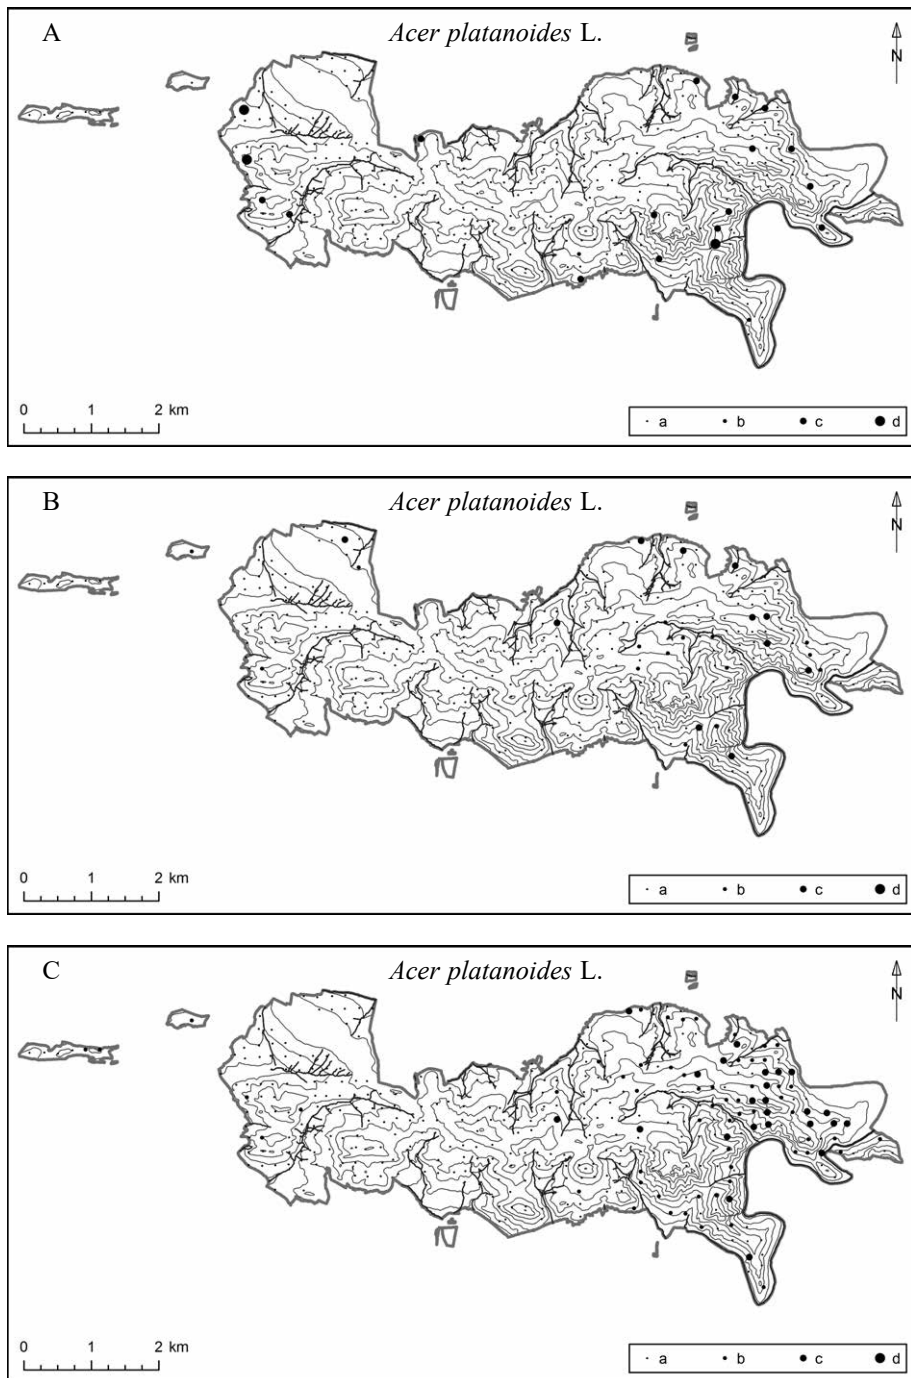 A
Acer platanoides L.
N
0 1 2 km
a b c d
B
Acer platanoides L.
N
0 1 2 km
a b c d
C
Acer platanoides L.
N
0 1 2 km
a b c d